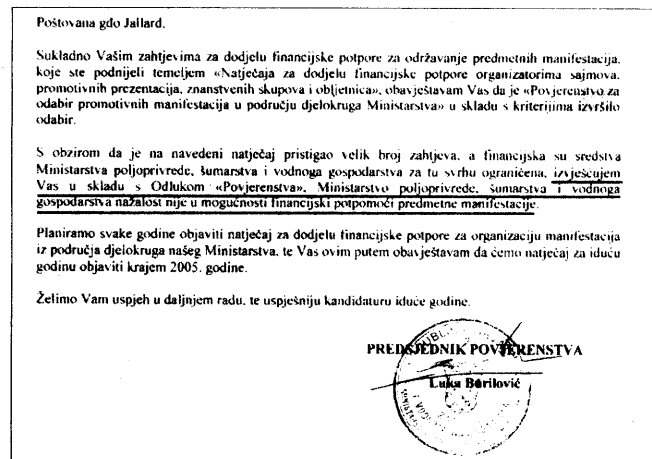 Poštovana gđo Jallard,
Sukladno Vašim zahtjevima za dodjelu financijske potpore za održavanje predmetnih manifestacija,
koje ste podnijeli temeljem «Natječaja za dodjelu financijske potpore organizatorima sajmova,
promotivnih prezentacija, znanstvenih skupova i obljetnica», obavještavam Vas da je «Povjerenstvo za
odabir promotivnih manifestacija u području djelokruga Ministarstva» u skladu s kriterijima izvršilo
odabir.
S obzirom da je na navedeni natječaj pristigao velik broj zahtjeva, a financijska su sredstva
Ministarstva poljoprivrede, šumarstva i vodnoga gospodarstva za tu svrhu ograničena, izvješćujem
Vas u skladu s Odlukom «Povjerenstva», Ministarstvo poljoprivrede, šumarstva i vodnoga
gospodarstva nažalost nije u mogućnosti financijski potpomoći predmetne manifestacije.
Planiramo svake godine objaviti natječaj za dodjelu financijske potpore za organizaciju manifestacija
iz područja djelokruga našeg Ministarstva, te Vas ovim putem obavještavam da ćemo natječaj za iduću
godinu objaviti krajem 2005. godine.
Želimo Vam uspjeh u daljnjem radu, te uspješniju kandidaturu iduće godine.
PREDSJEDNIK POVJERENSTVA
Luka Burilović